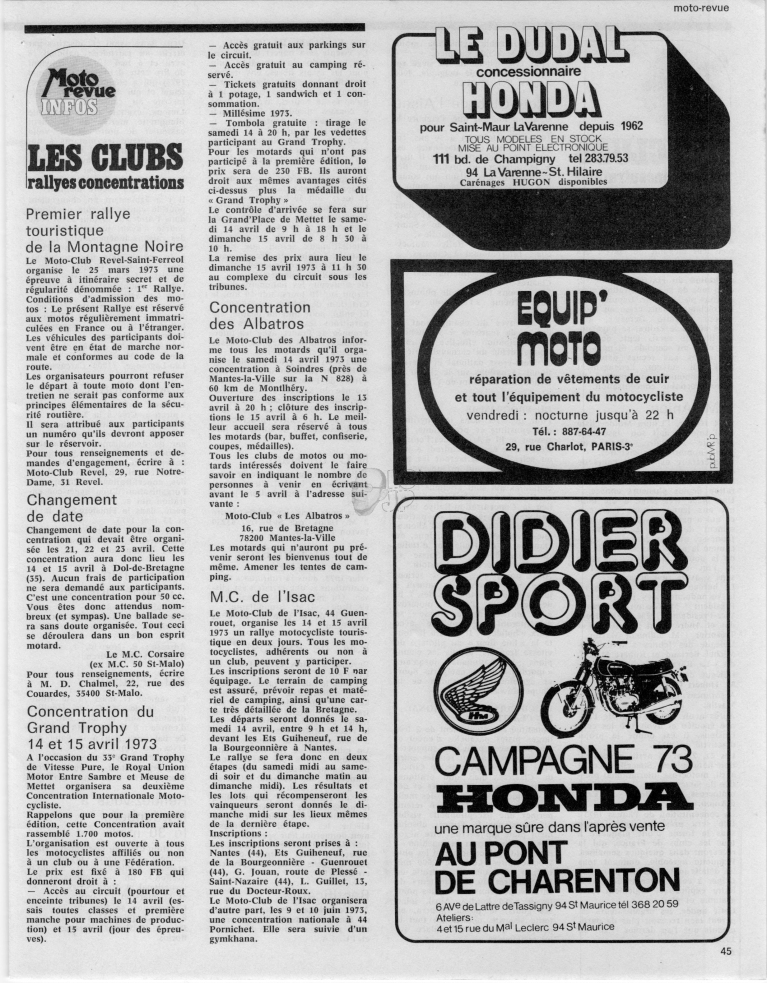 moto-revue
Moto
revue
INFOS
LES CLUBS
rallyes concentrations
Premier rallye
touristique
de la Montagne Noire
Le Moto-Club Revel-Saint-Ferreol
organise le 25 mars 1973 une
épreuve à itinéraire secret et de
régularité dénommée : 1er Rallye.
Conditions d'admission des mo-
tos : Le présent Rallye est réservé
aux motos régulièrement immatri-
culées en France ou à l'étranger.
Les véhicules des participants doi-
vent être en état de marche nor-
male et conformes au code de la
route.
Les organisateurs pourront refuser
le départ à toute moto dont l'en-
tretien ne serait pas conforme aux
principes élémentaires de la sécu-
rité routière.
Il sera attribué aux participants
un numéro qu'ils devront apposer
sur le réservoir.
Pour tous renseignements et de-
mandes d'engagement, écrire à :
Moto-Club Revel, 29, rue Notre-
Dame, 31 Revel.
Changement
de date
Changement de date pour la con-
centration qui devait être organi-
sée les 21, 22 et 23 avril. Cette
concentration aura donc lieu les
14 et 15 avril à Dol-de-Bretagne
(35). Aucun frais de participation
ne sera demandé aux participants.
C'est une concentration pour 50 cc.
Vous êtes donc attendus nom-
breux (et sympas). Une ballade se-
ra sans doute organisée. Tout ceci
se déroulera dans un bon esprit
motard.
Le M.C. Corsaire
(ex M.C. 50 St-Malo)
Pour tous renseignements, écrire
à M. D. Chalmel, 22, rue des
Couardes, 35400 St-Malo.
Concentration du
Grand Trophy
14 et 15 avril 1973
A l'occasion du 33e Grand Trophy
de Vitesse Pure, le Royal Union
Motor Entre Sambre et Meuse de
Mettet organisera sa deuxième
Concentration Internationale Moto-
cycliste.
Rappelons que pour la première
édition, cette Concentration avait
rassemblé 1.700 motos.
L'organisation est ouverte à tous
les motocyclistes affiliés ou non
à un club ou à une Fédération.
Le prix est fixé à 180 FB qui
donneront droit à :
— Accès au circuit (pourtour et
enceinte tribunes) le 14 avril (es-
sais toutes classes et première
manche pour machines de produc-
tion) et 15 avril (jour des épreu-
ves).
— Accès gratuit aux parkings sur
le circuit.
— Accès gratuit au camping ré-
servé.
— Tickets gratuits donnant droit
à 1 potage, 1 sandwich et 1 con-
sommation.
— Millésime 1973.
— Tombola gratuite : tirage le
samedi 14 à 20 h, par les vedettes
participant au Grand Trophy.
Pour les motards qui n'ont pas
participé à la première édition, le
prix sera de 230 FB. Ils auront
droit aux mêmes avantages cités
ci-dessus plus la médaille du
« Grand Trophy »
Le contrôle d'arrivée se fera sur
la Grand'Place de Mettet le same-
di 14 avril de 9 h à 18 h et le
dimanche 15 avril de 8 h 30 à
10 h.
La remise des prix aura lieu le
dimanche 15 avril 1973 à 11 h 30
au complexe du circuit sous les
tribunes.
Concentration
des Albatros
Le Moto-Club des Albatros infor-
me tous les motards qu'il orga-
nise le samedi 14 avril 1973 une
concentration à Soindres (près de
Mantes-la-Ville sur la N 828) à
60 km de Montlhéry.
Ouverture des inscriptions le 13
avril à 20 h ; clôture des inscrip-
tions le 15 avril à 6 h. Le meil-
leur accueil sera réservé à tous
les motards (bar, buffet, confiserie,
coupes, médailles).
Tous les clubs de motos ou mo-
tards intéressés doivent le faire
savoir en indiquant le nombre de
personnes à venir en écrivant
avant le 5 avril à l'adresse sui-
vante :
Moto-Club « Les Albatros »
16, rue de Bretagne
78200 Mantes-la-Ville
Les motards qui n'auront pu pré-
venir seront les bienvenus tout de
même. Amener les tentes de cam-
ping.
M.C. de l'Isac
Le Moto-Club de l'Isac, 44 Guen-
rouet, organise les 14 et 15 avril
1973 un rallye motocycliste touris-
tique en deux jours. Tous les mo-
tocyclistes, adhérents ou non à
un club, peuvent y participer.
Les inscriptions seront de 10 F par
équipage. Le terrain de camping
est assuré, prévoir repas et maté-
riel de camping, ainsi qu'une car-
te très détaillée de la Bretagne.
Les départs seront donnés le sa-
medi 14 avril, entre 9 h et 14 h,
devant les Ets Guiheneuf, rue de
la Bourgeonnière à Nantes.
Le rallye se fera donc en deux
étapes (du samedi midi au same-
di soir et du dimanche matin au
dimanche midi). Les résultats et
les lots qui récompenseront les
vainqueurs seront donnés le di-
manche midi sur les lieux mêmes
de la dernière étape.
Inscriptions :
Les inscriptions seront prises à :
Nantes (44), Ets Guiheneuf, rue
de la Bourgeonnière - Guenrouet
(44), G. Jouan, route de Plessé -
Saint-Nazaire (44), L. Guillet, 13,
rue du Docteur-Roux.
Le Moto-Club de l'Isac organisera
d'autre part, les 9 et 10 juin 1973,
une concentration nationale à 44
Pornichet. Elle sera suivie d'un
gymkhana.
LE DUDAL
concessionnaire
HONDA
pour Saint-Maur La Varenne depuis 1962
TOUS MODELES EN STOCK
MISE AU POINT ELECTRONIQUE
111 bd. de Champigny tel 283.79.53
94 La Varenne~St. Hilaire
Carénages HUGON disponibles
EQUIP'
MOTO
réparation de vêtements de cuir
et tout l'équipement du motocycliste
vendredi : nocturne jusqu'à 22 h
Tél. : 887-64-47
29, rue Charlot, PARIS-3e
publi MR jp
DIDIER
SPORT
HM
CAMPAGNE 73
HONDA
une marque sûre dans l'après vente
AU PONT
DE CHARENTON
6 Ave de Lattre de Tassigny 94 St Maurice tél 368 20 59
Ateliers:
4 et 15 rue du Mal Leclerc 94 St Maurice
45